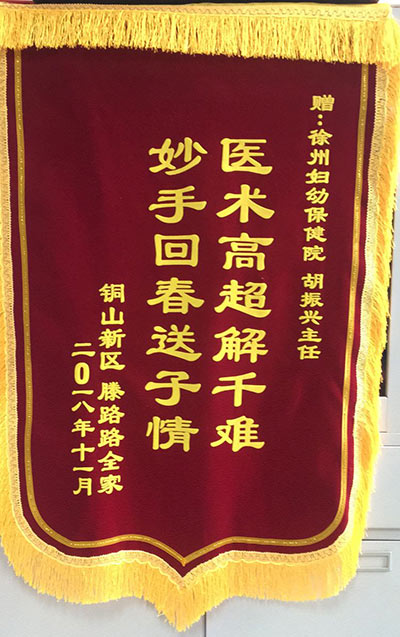 赠：徐州妇幼保健院 胡振兴主任
医术高超解千难
妙手回春送子情
铜山新区 滕路路全家
二0一八年十一月